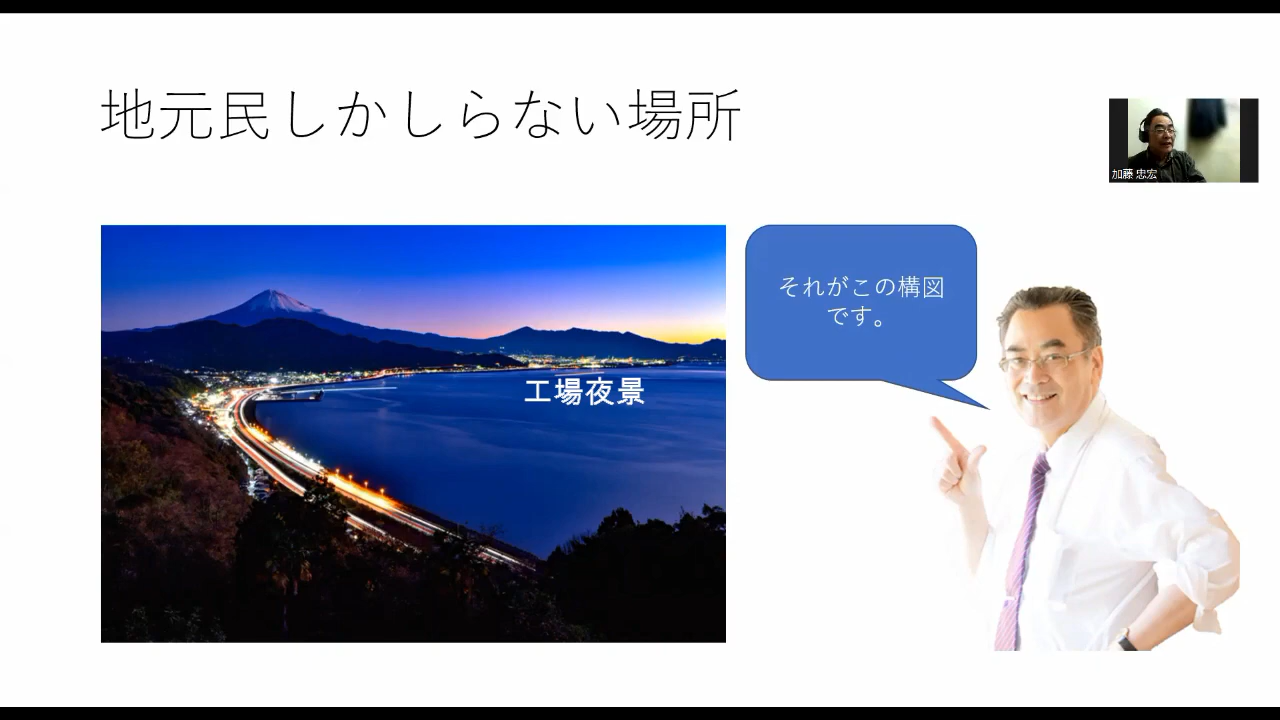 地元民しかしらない場所
加藤 忠宏
それがこの構図
です。
工場夜景